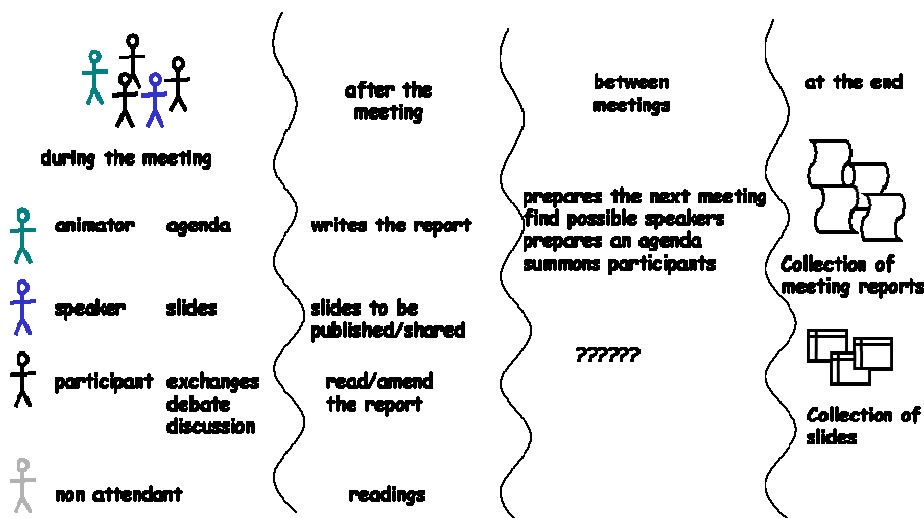 during the meeting
after the
meeting
between
meetings
at the end
animator agenda
writes the report
prepares the next meeting
find possible speakers
prepares an agenda
summons participants
Collection of
meeting reports
speaker slides
slides to be
published/shared
??????
participant exchanges
debate
discussion
read/amend
the report
Collection of
slides
non attendant
readings